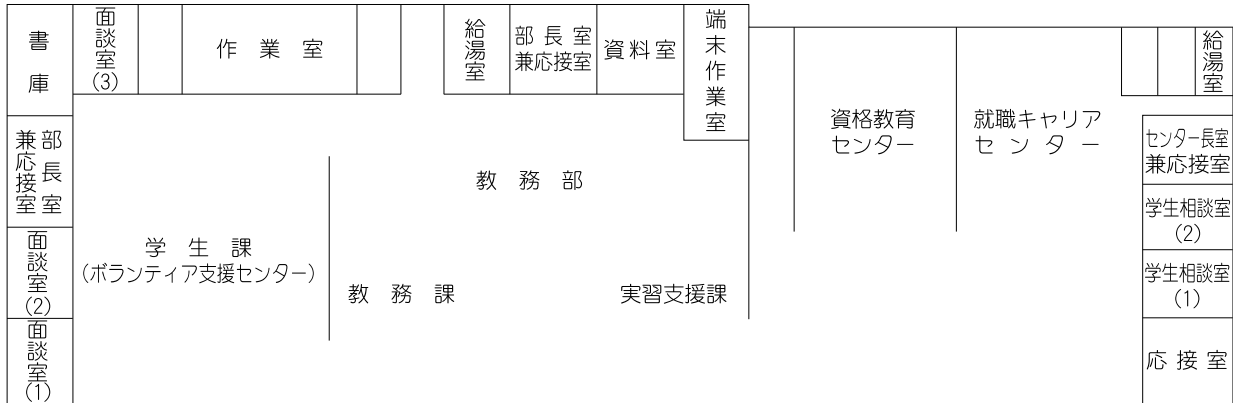 書庫
面談室(3)
作業室
給湯室
部長室
兼応接室
資料室
端末作業室
資格教育
センター
就職キャリア
センター
給湯室
部長室
兼応接室
センター長室
兼応接室
教務部
学生相談室
(2)
面談室(2)
学生課
(ボランティア支援センター)
学生相談室
(1)
教務課
実習支援課
面談室(1)
応接室